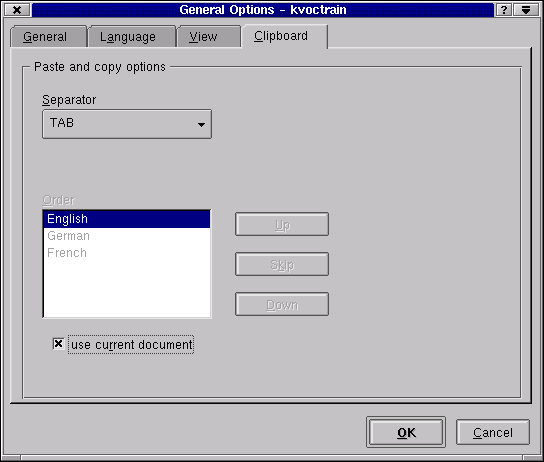 General Options - kvoctrain
?
General
Language
View
Clipboard
Paste and copy options
Separator
TAB
Order
English
German
French
Up
Skip
Down
use current document
OK
Cancel